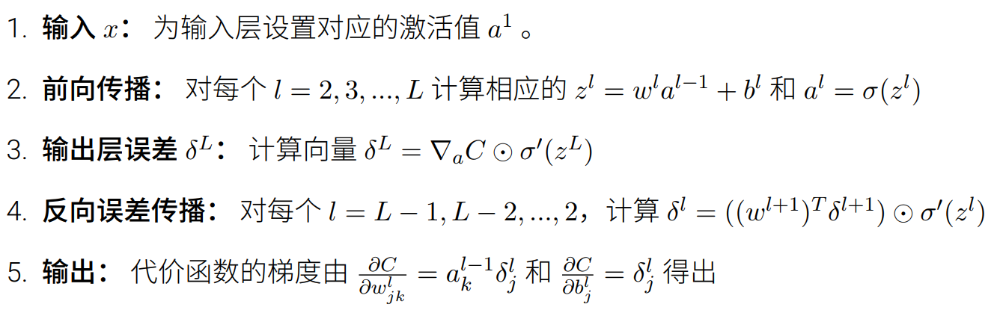 1. 输入 $x$： 为输入层设置对应的激活值 $a^1$ 。
2. 前向传播： 对每个 $l = 2, 3, ..., L$ 计算相应的 $z^l = w^l a^{l-1} + b^l$ 和 $a^l = \sigma(z^l)$
3. 输出层误差 $\delta^L$： 计算向量 $\delta^L = \nabla_a C \odot \sigma'(z^L)$
4. 反向误差传播： 对每个 $l = L - 1, L - 2, ..., 2$，计算 $\delta^l = ((w^{l+1})^T \delta^{l+1}) \odot \sigma'(z^l)$
5. 输出： 代价函数的梯度由 $\frac{\partial C}{\partial w^l_{jk}} = a^{l-1}_k \delta^l_j$ 和 $\frac{\partial C}{\partial b^l_j} = \delta^l_j$ 得出